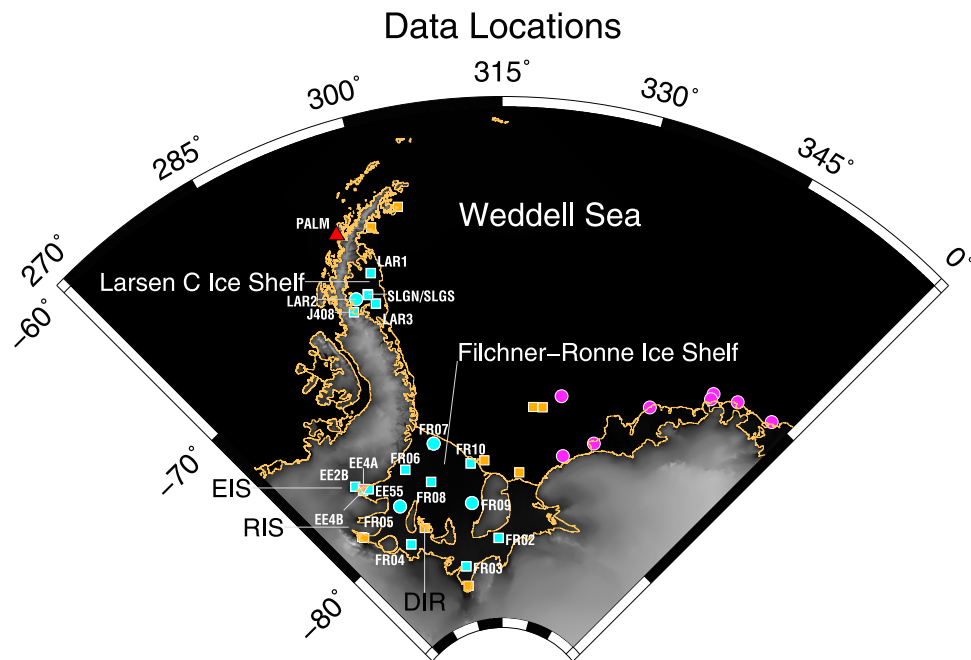 Data Locations
315°
300°
330°
285°
345°
270°
0°
−60°
−70°
−80°
Weddell Sea
PALM
LAR1
Larsen C Ice Shelf
SLGN/SLGS
LAR2
J408
LAR3
Filchner−Ronne Ice Shelf
FR07
FR10
FR06
EE4A
EE2B
EIS
EE55
FR08
FR09
EE4B
FR05
RIS
FR02
FR04
FR03
DIR